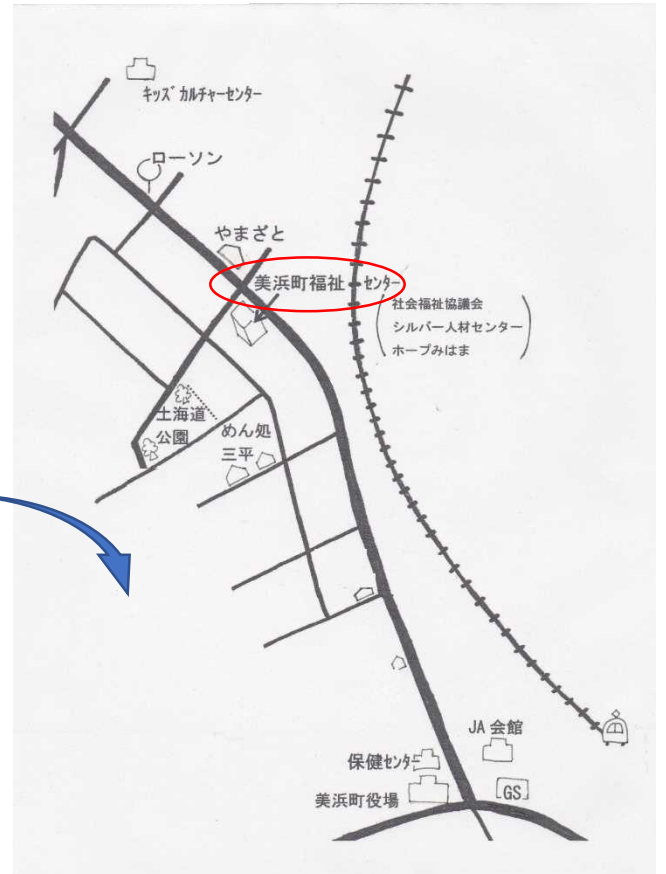 キッズカルチャーセンター
ローソン
やまざと
美浜町福祉センター
社会福祉協議会
シルバー人材センター
ホープみはま
土海道
公園
めん処
三平
JA会館
保健センター
美浜町役場
GS